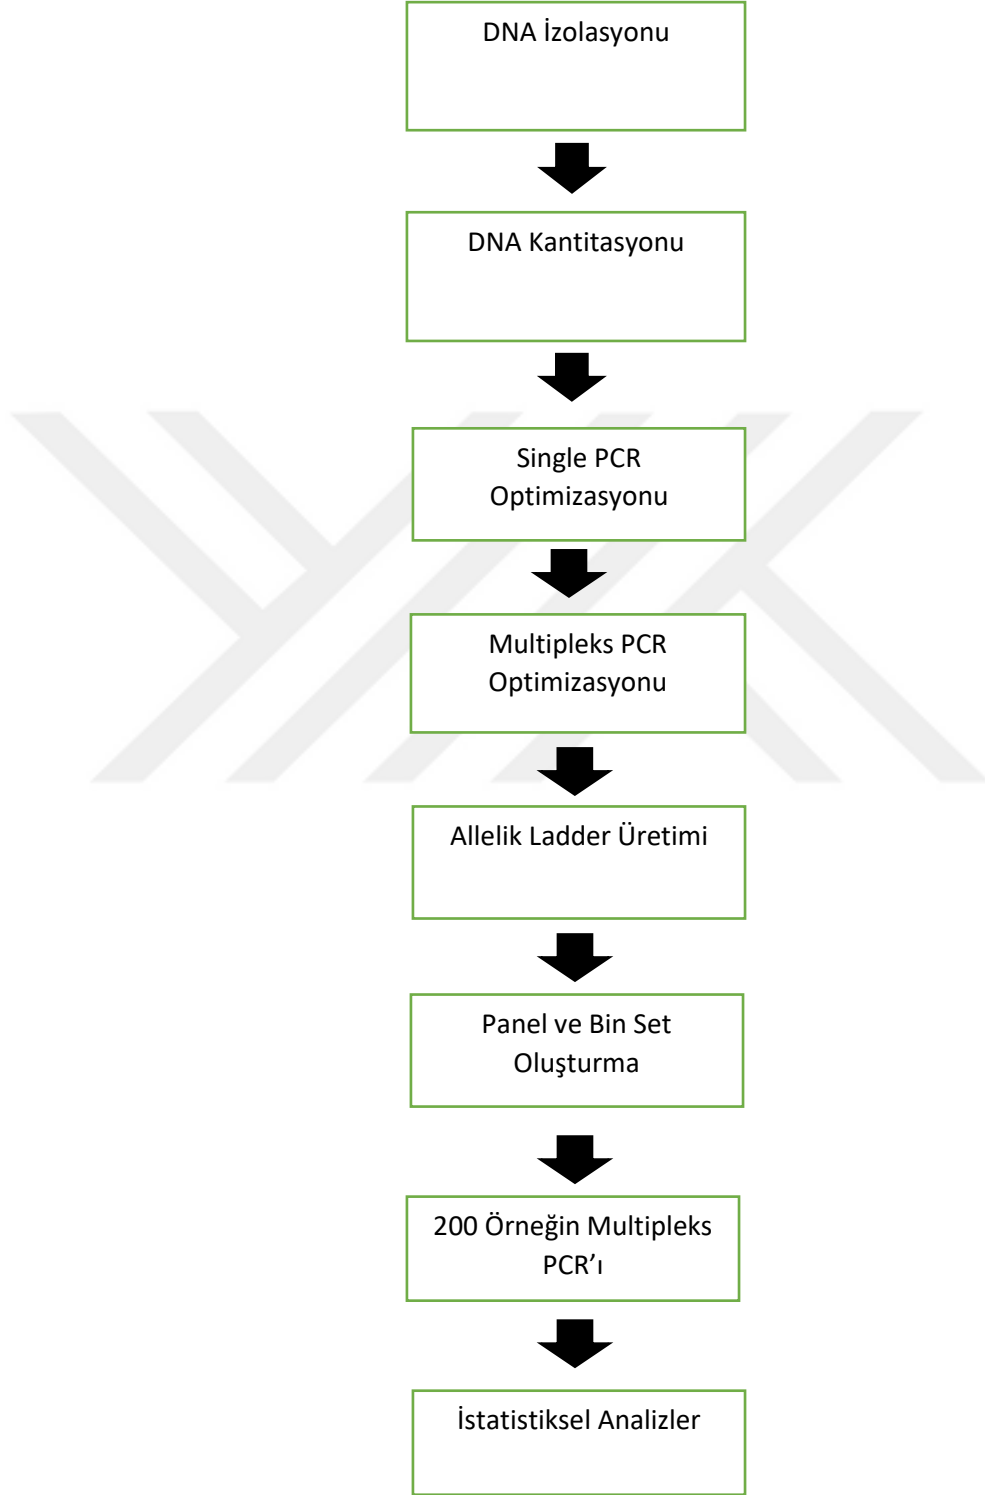 DNA İzolasyonu
DNA Kantitasyonu
Single PCR
Optimizasyonu
Multipleks PCR
Optimizasyonu
Allelik Ladder Üretimi
Panel ve Bin Set
Oluşturma
200 Örneğin Multipleks
PCR’ı
İstatistiksel Analizler